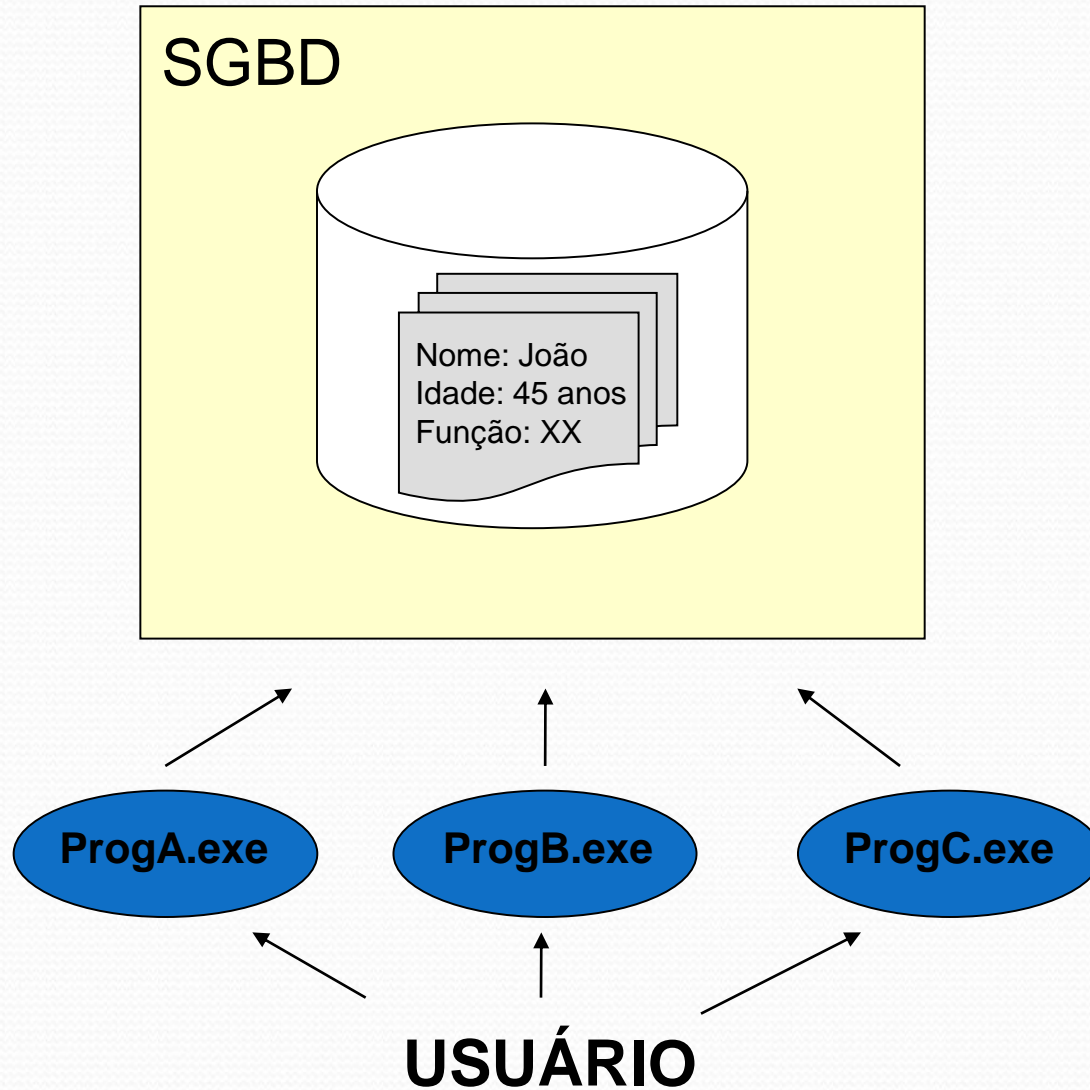 SGBD
Nome: João
Idade: 45 anos
Função: XX
ProgA.exe
ProgB.exe
ProgC.exe
USUÁRIO